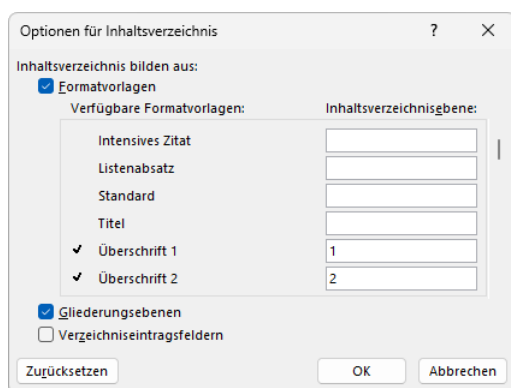 Optionen für Inhaltsverzeichnis ?
Inhaltsverzeichnis bilden aus:
Formatvorlagen
Verfügbare Formatvorlagen: Inhaltsverzeichnisebene:
Intensives Zitat
Listenabsatz
Standard
Titel
Überschrift 1 1
Überschrift 2 2
Gliederungsebenen
Verzeichniseintragsfeldern
Zurücksetzen OK Abbrechen